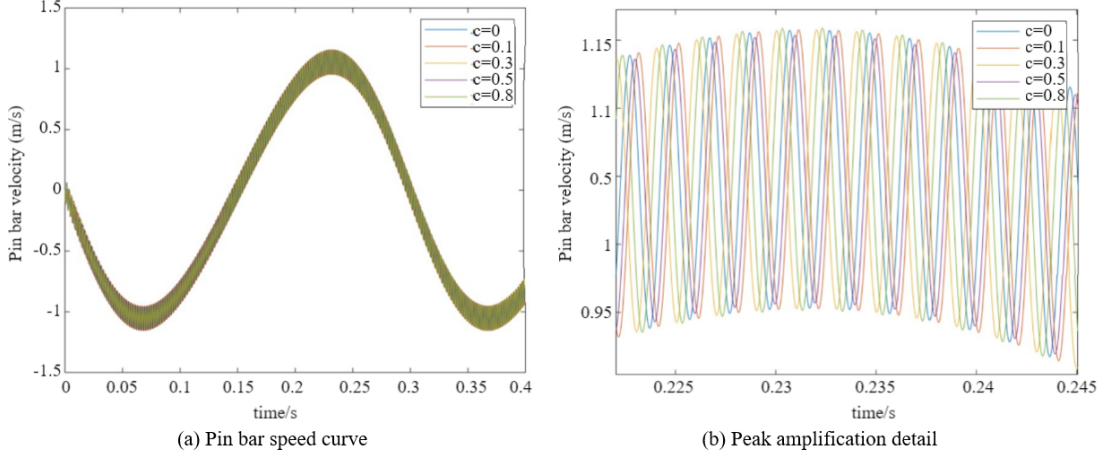 1.5
1
0.5
0
-0.5
-1
-1.5
0
0.05
0.1
0.15
0.2
0.25
0.3
0.35
0.4
Pin bar velocity (m/s)
time/s
c=0
c=0.1
c=0.3
c=0.5
c=0.8
(a) Pin bar speed curve
1.15
1.1
0.5
1
0.95
0.225
0.23
0.235
0.24
0.245
Pin bar velocity (m/s)
time/s
c=0
c=0.1
c=0.3
c=0.5
c=0.8
(b) Peak amplification detail